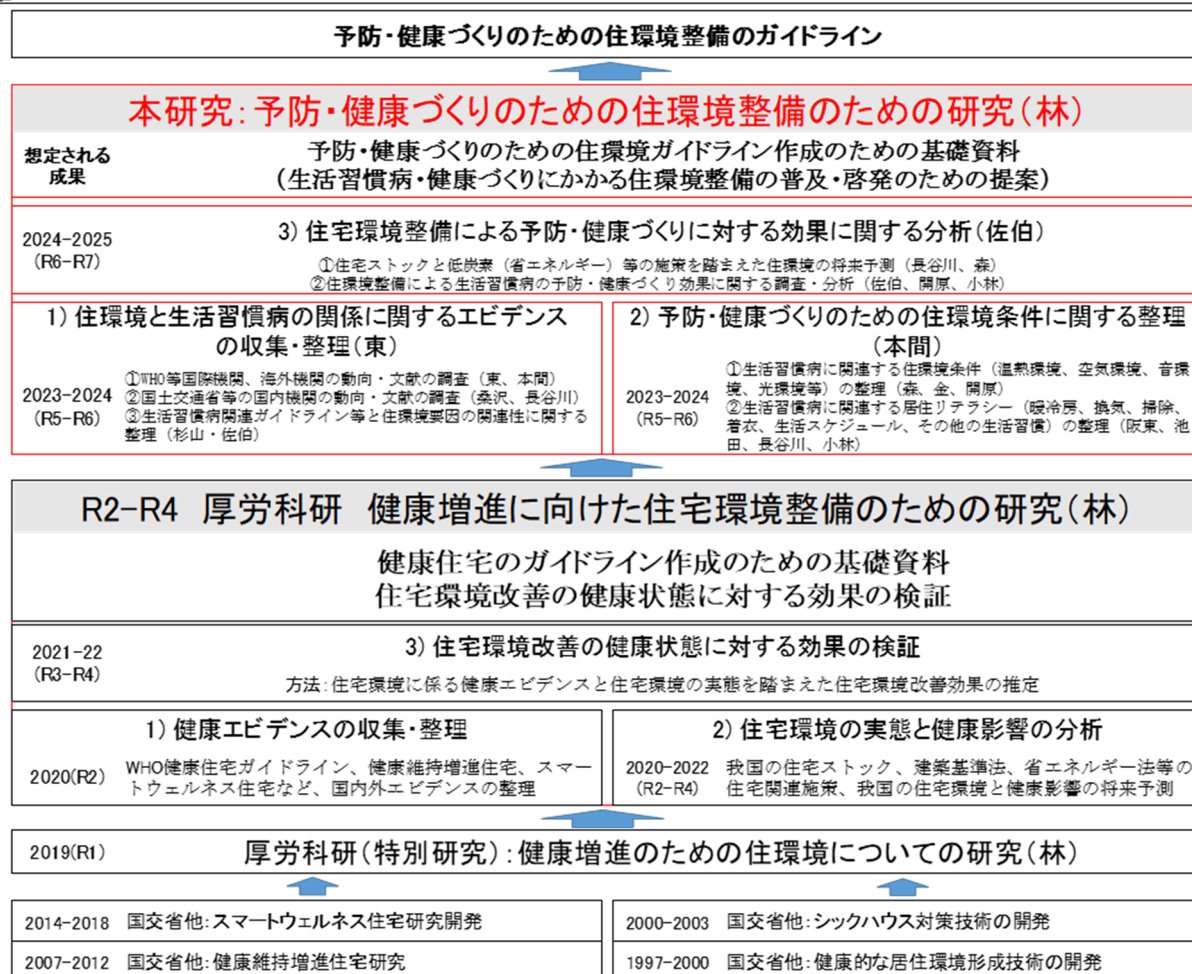 予防・健康づくりのための住環境整備のガイドライン
本研究：予防・健康づくりのための住環境整備のための研究（林）
想定される
成果
予防・健康づくりのための住環境ガイドライン作成のための基礎資料
（生活習慣病・健康づくりにかかる住環境整備の普及・啓発のための提案）
2024-2025
(R6-R7)
3）住宅環境整備による予防・健康づくりに対する効果に関する分析（佐伯）
①住宅ストックと低炭素（省エネルギー）等の施策を踏まえた住環境の将来予測（長谷川、森）
②住環境整備による生活習慣病の予防・健康づくり効果に関する調査・分析（佐伯、開原、小林）
1）住環境と生活習慣病の関係に関するエビデンス
の収集・整理（東）
2023-2024
(R5-R6)
①WHO等国際機関、海外機関の動向・文献の調査（東、本間）
②国土交通省等の国内機関の動向・文献の調査（桑沢、長谷川）
③生活習慣病関連ガイドライン等と住環境要因の関連性に関する
整理（杉山・佐伯）
2）予防・健康づくりのための住環境条件に関する整理
（本間）
2023-2024
(R5-R6)
①生活習慣病に関連する住環境条件（温熱環境、空気環境、音環
境、光環境等）の整理（森、金、開原）
②生活習慣病に関連する居住リテラシー（暖冷房、換気、掃除、
着衣、生活スケジュール、その他の生活習慣）の整理（阪東、池
田、長谷川、小林）
R2-R4　厚労科研　健康増進に向けた住宅環境整備のための研究（林）
健康住宅のガイドライン作成のための基礎資料
住宅環境改善の健康状態に対する効果の検証
2021-22
(R3-R4)
3）住宅環境改善の健康状態に対する効果の検証
方法：住宅環境に係る健康エビデンスと住宅環境の実態を踏まえた住宅環境改善効果の推定
1）健康エビデンスの収集・整理
2020(R2)
WHO健康住宅ガイドライン、健康維持増進住宅、スマー
トウェルネス住宅など、国内外エビデンスの整理
2）住宅環境の実態と健康影響の分析
2020-2022
(R2-R4)
我国の住宅ストック、建築基準法、省エネルギー法等の
住宅関連施策、我国の住宅環境と健康影響の将来予測
2019(R1)
厚労科研（特別研究）：健康増進のための住環境についての研究（林）
2014-2018　国交省他：スマートウェルネス住宅研究開発
2007-2012　国交省他：健康維持増進住宅研究
2000-2003　国交省他：シックハウス対策技術の開発
1997-2000　国交省他：健康的な居住環境形成技術の開発